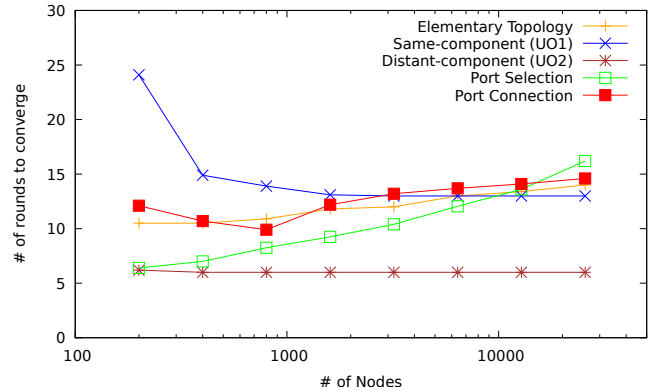 30
25
20
15
10
5
0
# of rounds to converge
Elementary Topology
Same-component (UO1)
Distant-component (UO2)
Port Selection
Port Connection
100
1000
10000
# of Nodes